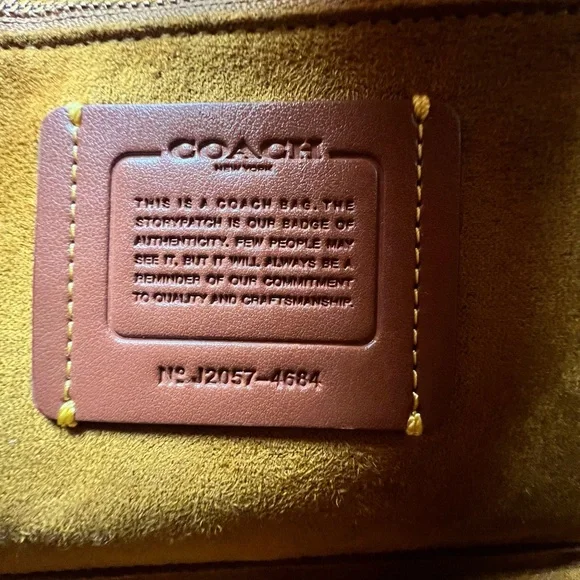 COACH
NEW YORK
THIS IS A COACH BAG. THE
STORYPATCH IS OUR BADGE OF
AUTHENTICITY. FEW PEOPLE MAY
SEE IT, BUT IT WILL ALWAYS BE A
REMINDER OF OUR COMMITMENT
TO QUALITY AND CRAFTSMANSHIP.
Nº J2057-4684